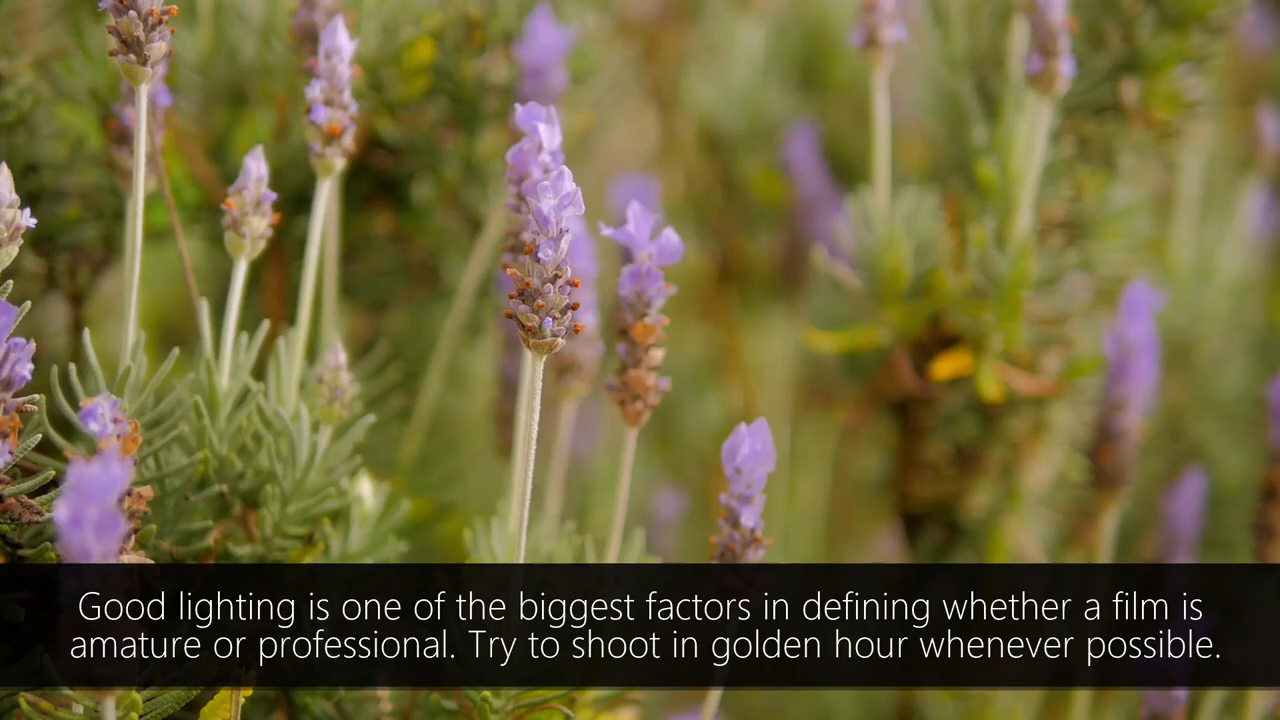 Good lighting is one of the biggest factors in defining whether a film is
amature or professional. Try to shoot in golden hour whenever possible.